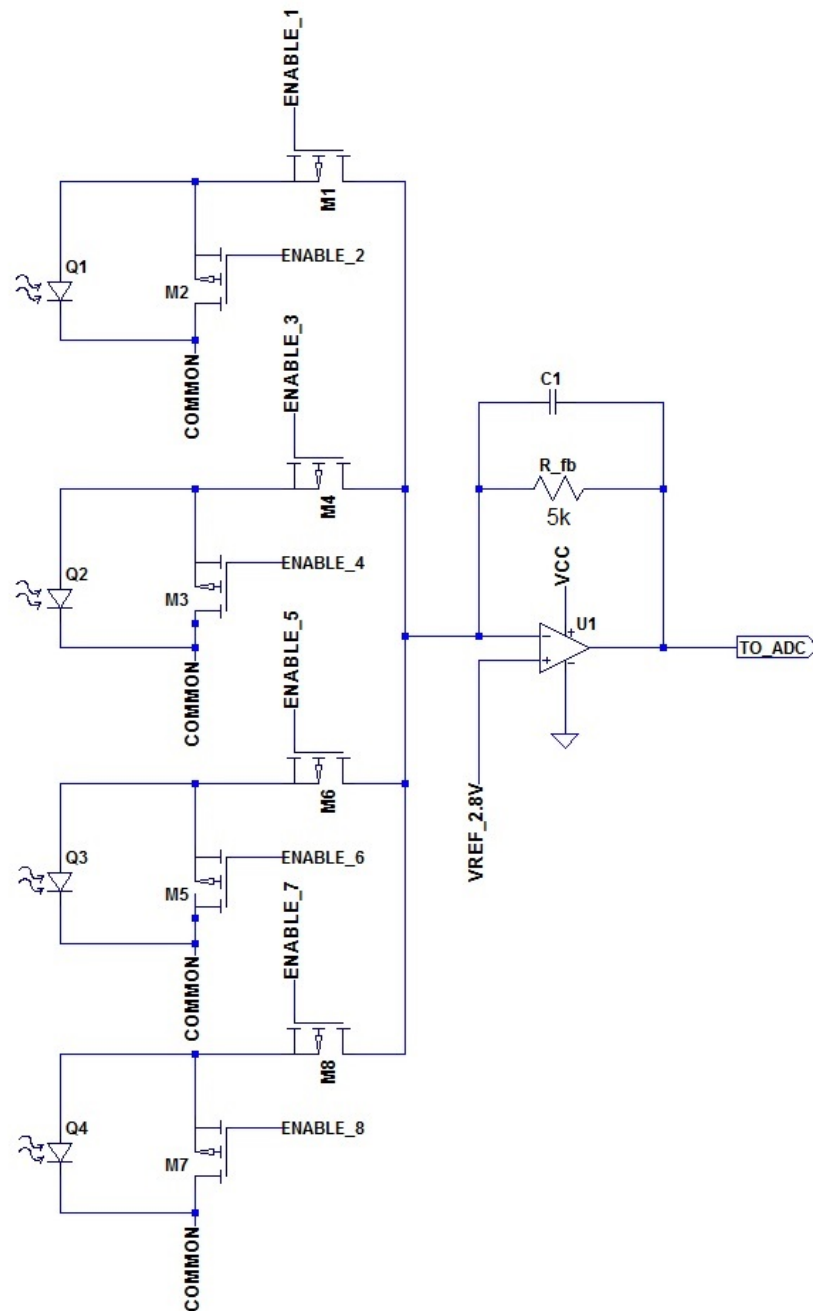 ENABLE_1
M1
ENABLE_2
Q1
M2
ENABLE_3
COMMON
M4
ENABLE_4
Q2
M3
ENABLE_5
COMMON
M6
ENABLE_6
Q3
M5
ENABLE_7
COMMON
M8
ENABLE_8
Q4
M7
COMMON
C1
R_fb
5k
VCC
U1
TO_ADC
VREF_2.8V